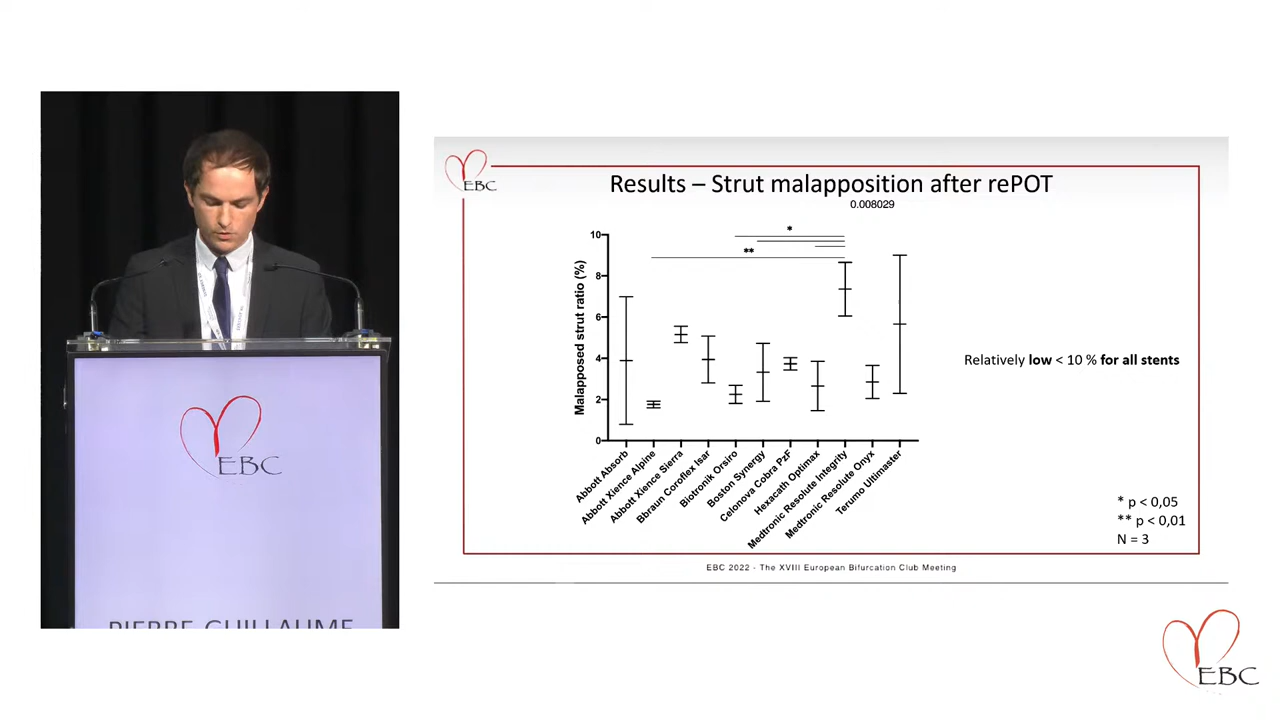 EBC
PIERRE GUILLAUME
EBC
Results – Strut malapposition after rePOT
0.008029
Malapposed strut ratio (%)
10
8
6
4
2
0
*
**
Abbott Absorb
Abbott Xience Alpine
Abbott Xience Sierra
Bbraun Coroflex Isar
Biotronik Orsiro
Boston Synergy
Celonova Cobra PzF
Hexacath Optimax
Medtronic Resolute Integrity
Medtronic Resolute Onyx
Terumo Ultimaster
Relatively low < 10 % for all stents
* p < 0,05
** p < 0,01
N = 3
EBC 2022 - The XVIII European Bifurcation Club Meeting
EBC